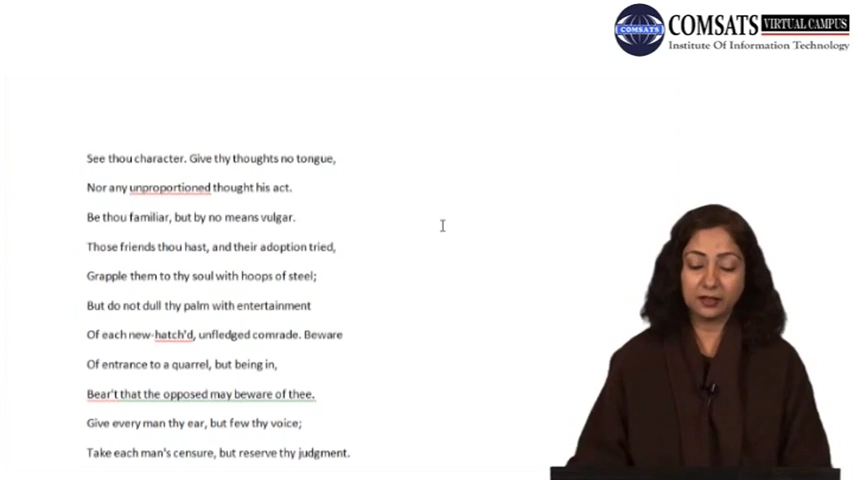 COMSATS VIRTUAL CAMPUS
COMSATS
Institute Of Information Technology
See thou character. Give thy thoughts no tongue,
Nor any unproportioned thought his act.
Be thou familiar, but by no means vulgar.
Those friends thou hast, and their adoption tried,
Grapple them to thy soul with hoops of steel;
But do not dull thy palm with entertainment
Of each new-hatch'd, unfledged comrade. Beware
Of entrance to a quarrel, but being in,
Bear't that the opposed may beware of thee.
Give every man thy ear, but few thy voice;
Take each man's censure, but reserve thy judgment.